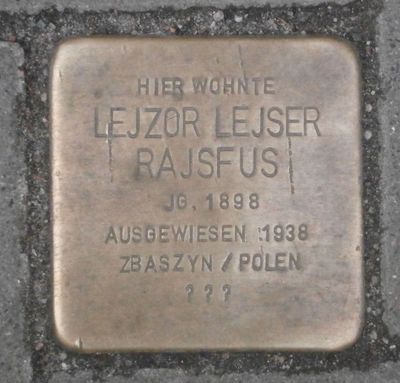 HIER WOHNTE
LEJZOR LEJSER
RAJSFUS
JG. 1898
AUSGEWIESEN 1938
ZBASZYN / POLEN
? ? ?